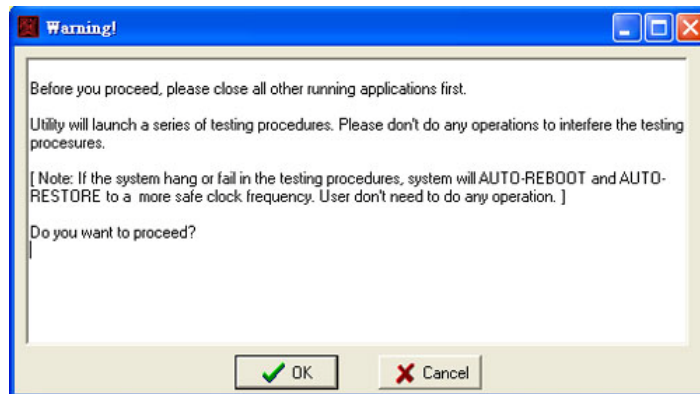 Warning!
Before you proceed, please close all other running applications first.
Utility will launch a series of testing procedures. Please don't do any operations to interfere the testing
procesures.
[ Note: If the system hang or fail in the testing procedures, system will AUTO-REBOOT and AUTO-
RESTORE to a more safe clock frequency. User don't need to do any operation. ]
Do you want to proceed?
OK
Cancel